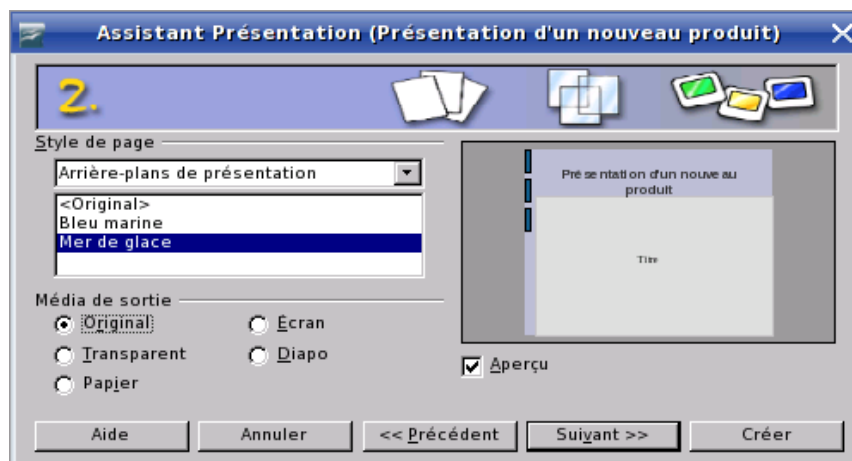 Assistant Présentation (Présentation d'un nouveau produit)
2.
Style de page
Arrière-plans de présentation
<Original>
Bleu marine
Mer de glace
Présentation d'un nouveau
produit
Titre
Média de sortie
Original
Écran
Transparent
Diapo
Papier
Aperçu
Aide
Annuler
<< Précédent
Suivant >>
Créer